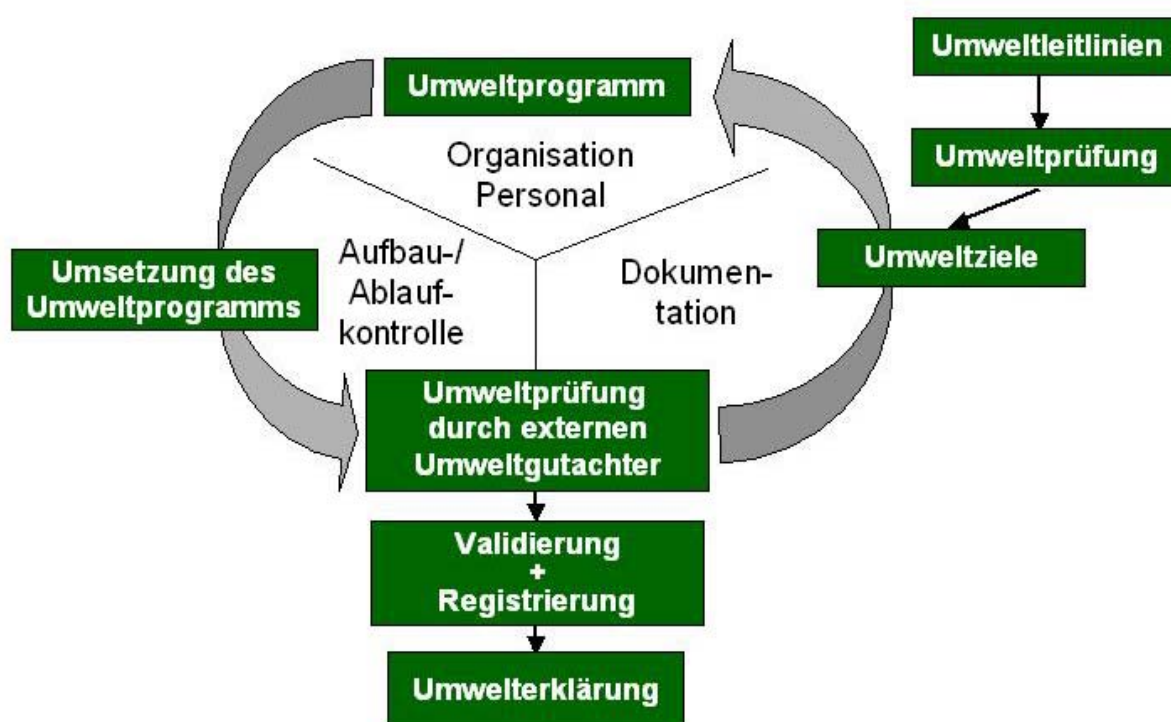 Umweltleitlinien
Umweltprogramm
Umweltprüfung
Organisation
Personal
Umsetzung des
Umweltprogramms
Aufbau-/
Ablauf-
kontrolle
Dokumen-
tation
Umweltziele
Umweltprüfung
durch externen
Umweltgutachter
Validierung
+
Registrierung
Umwelterklärung